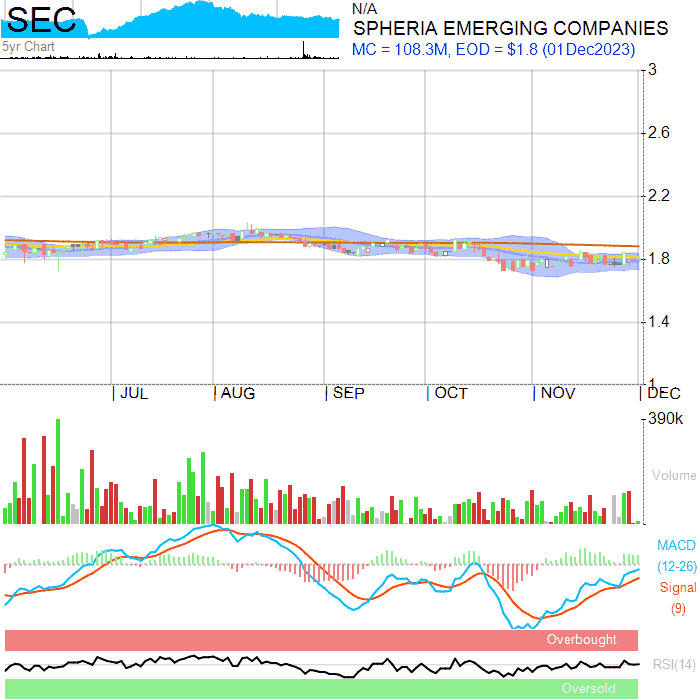 SEC
5yr Chart
N/A
SPHERIA EMERGING COMPANIES
MC = 108.3M, EOD = $1.8 (01Dec2023)
3
2.6
2.2
1.8
1.4
1
| JUL | AUG | SEP | OCT | NOV | DEC
390k
Volume
MACD
(12-26)
Signal
(9)
Overbought
RSI(14)
Oversold